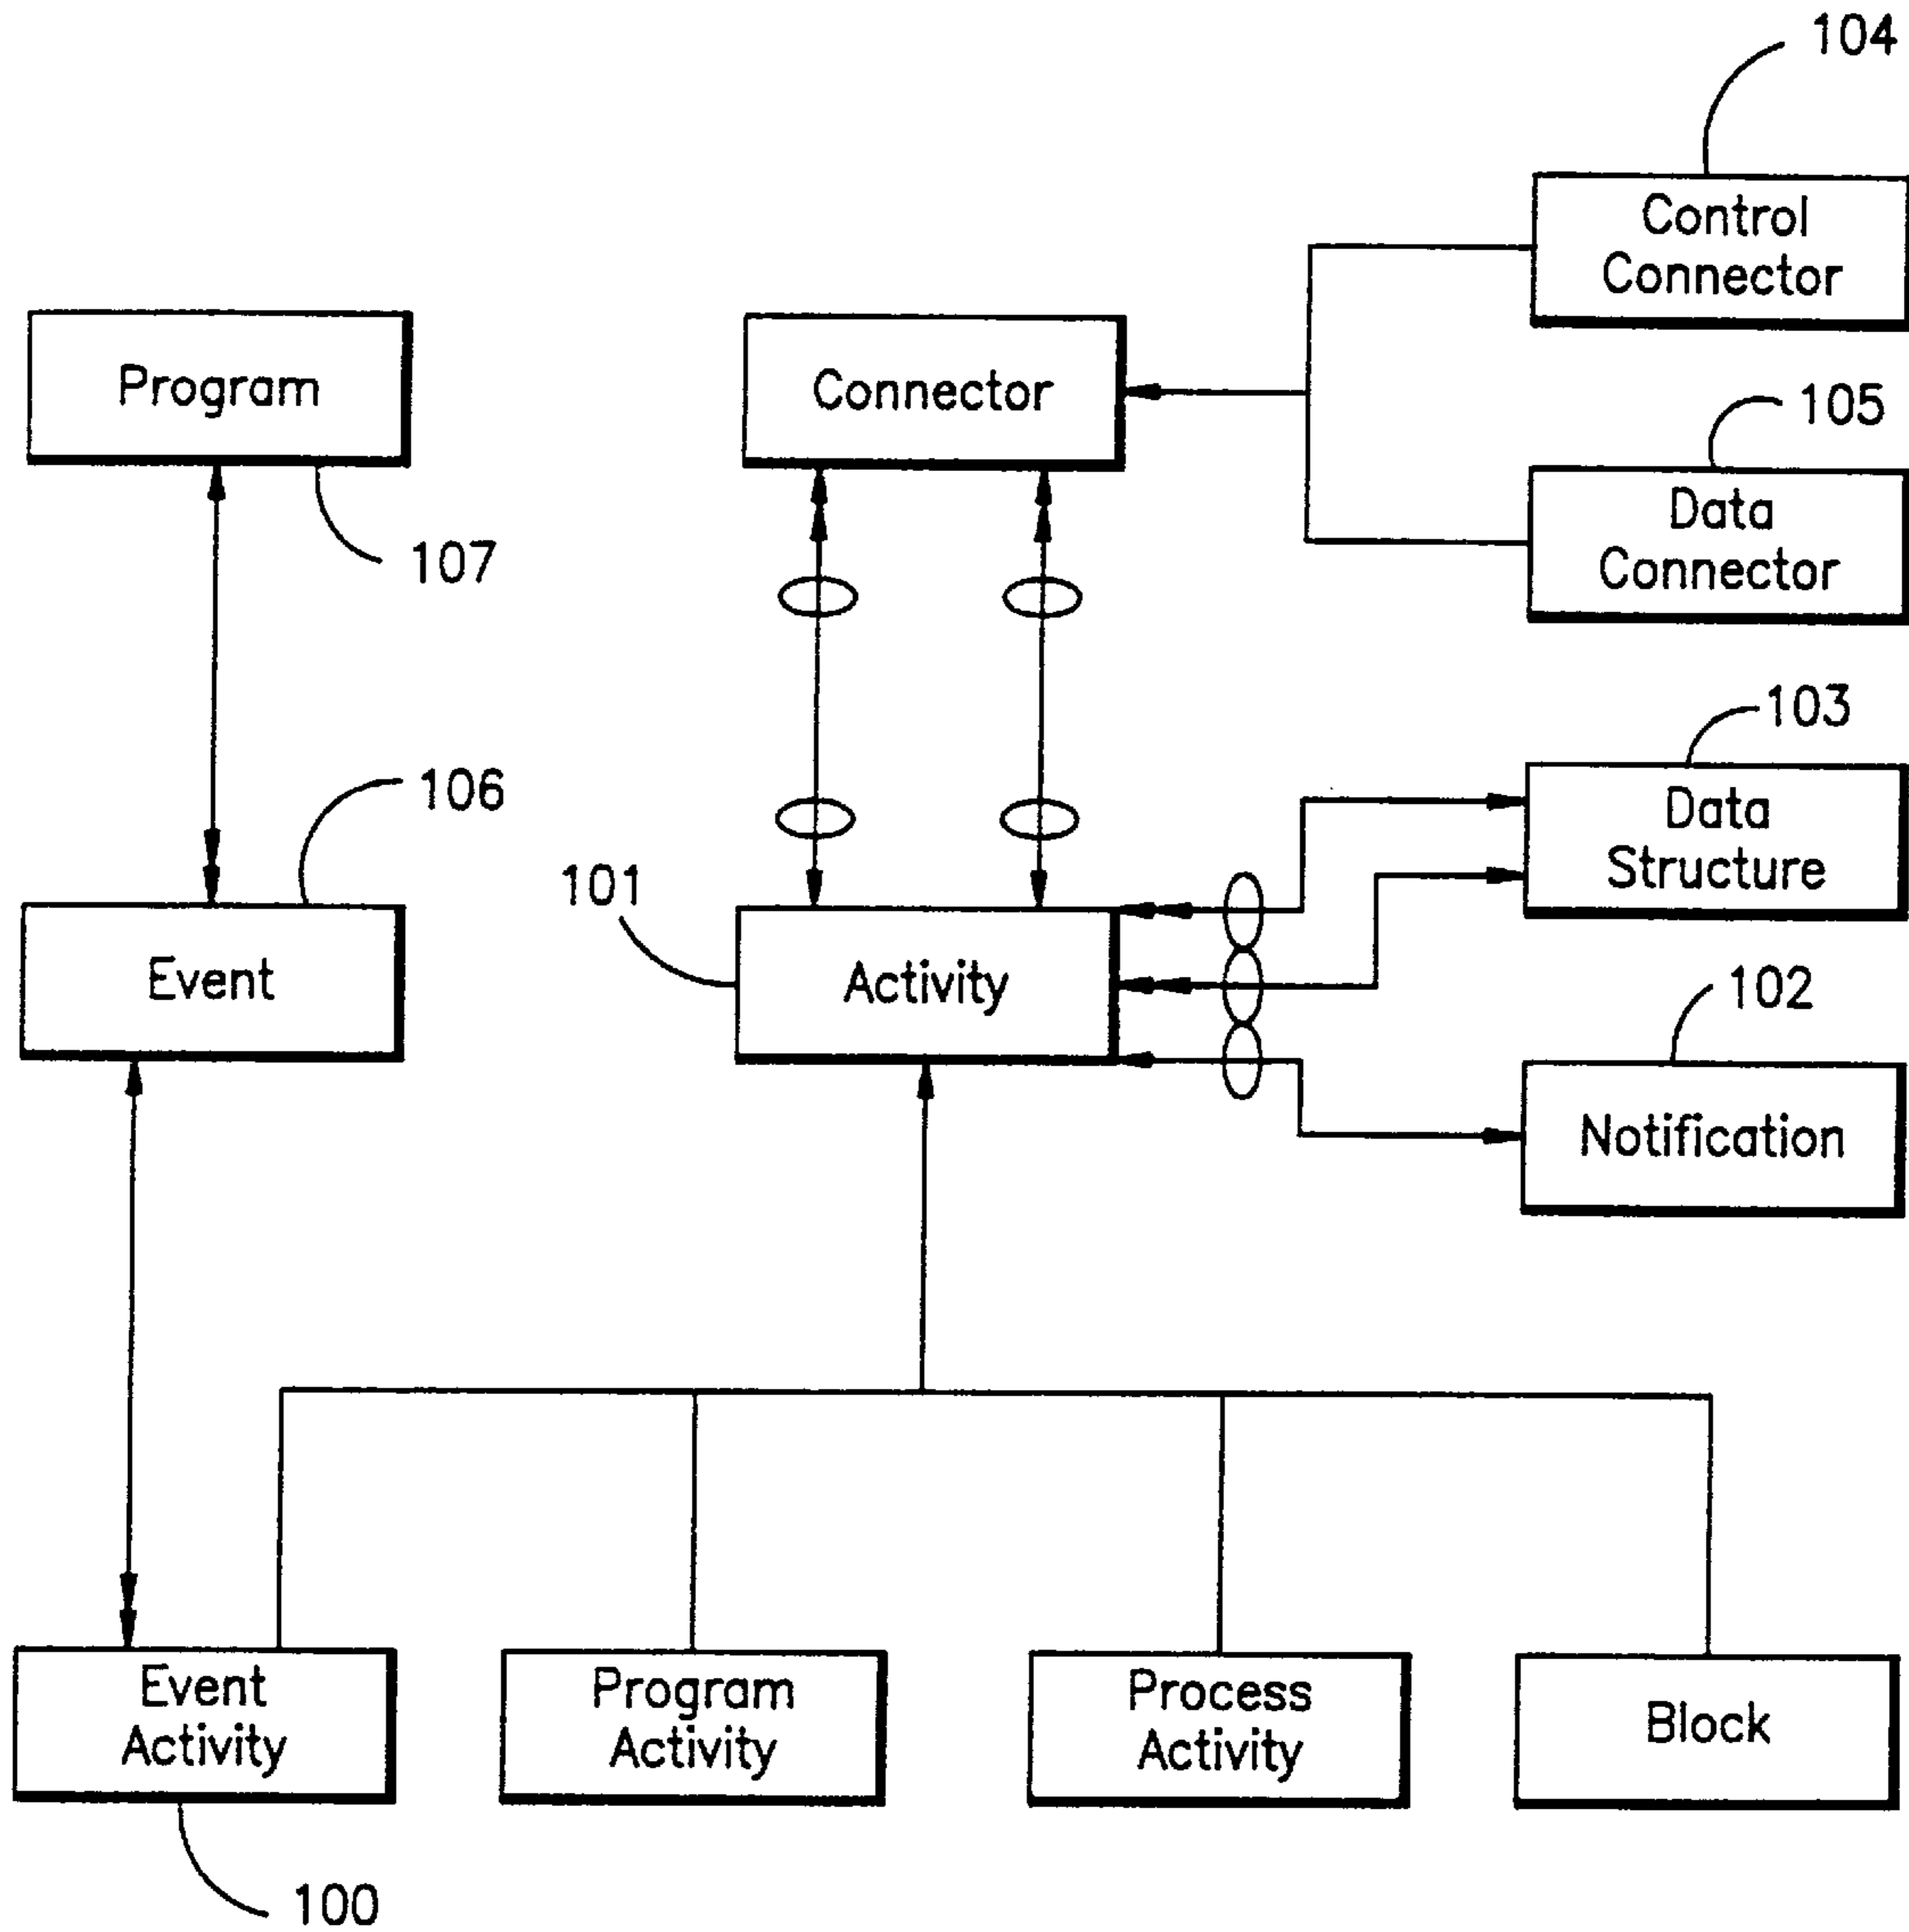 104
Control
Connector
Program
Connector
105
Data
Connector
107
103
106
Data
Structure
101
Event
Activity
102
Notification
Event
Activity
Program
Activity
Process
Activity
Block
100